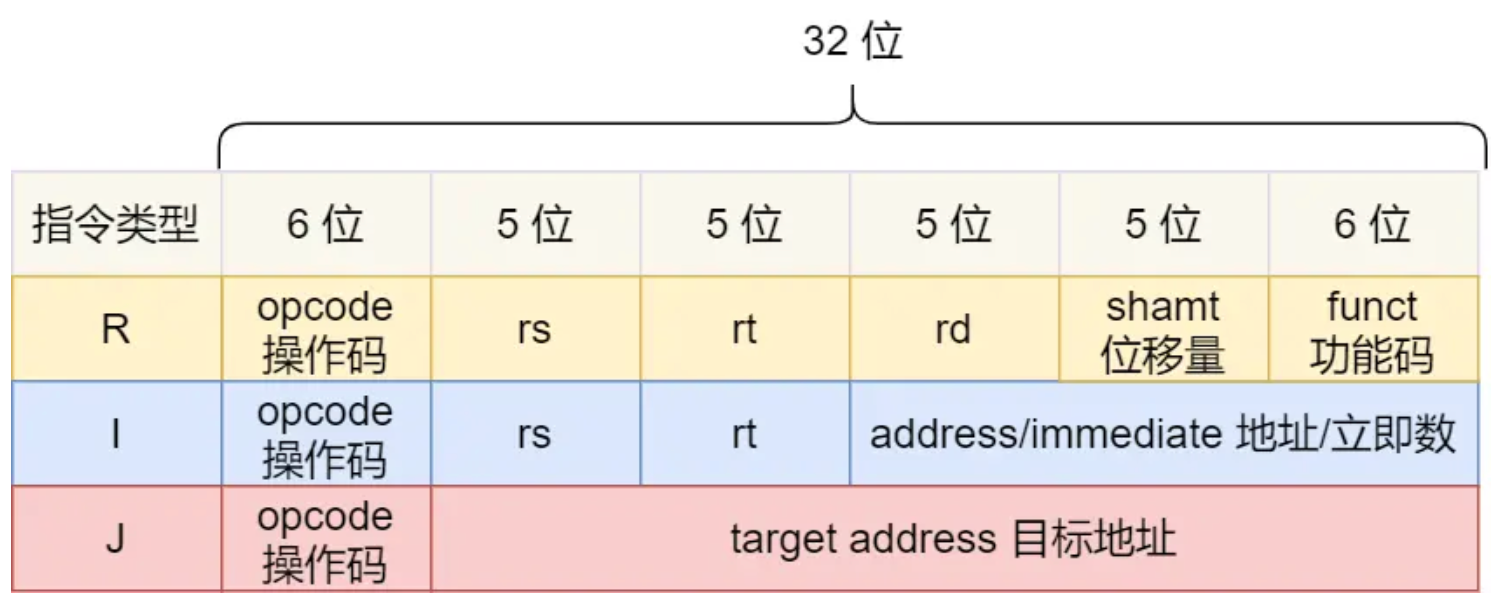 32 位
指令类型 6 位 5 位 5 位 5 位 5 位 6 位
R opcode 操作码 rs rt rd shamt 位移量 funct 功能码
I opcode 操作码 rs rt address/immediate 地址/立即数
J opcode 操作码 target address 目标地址